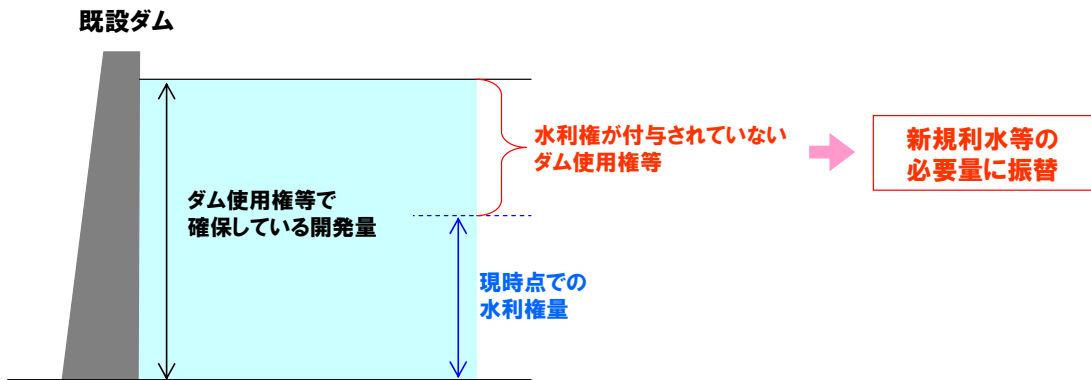 既設ダム
水利権が付与されていない
ダム使用権等
新規利水等の
必要量に振替
ダム使用権等で
確保している開発量
現時点での
水利権量